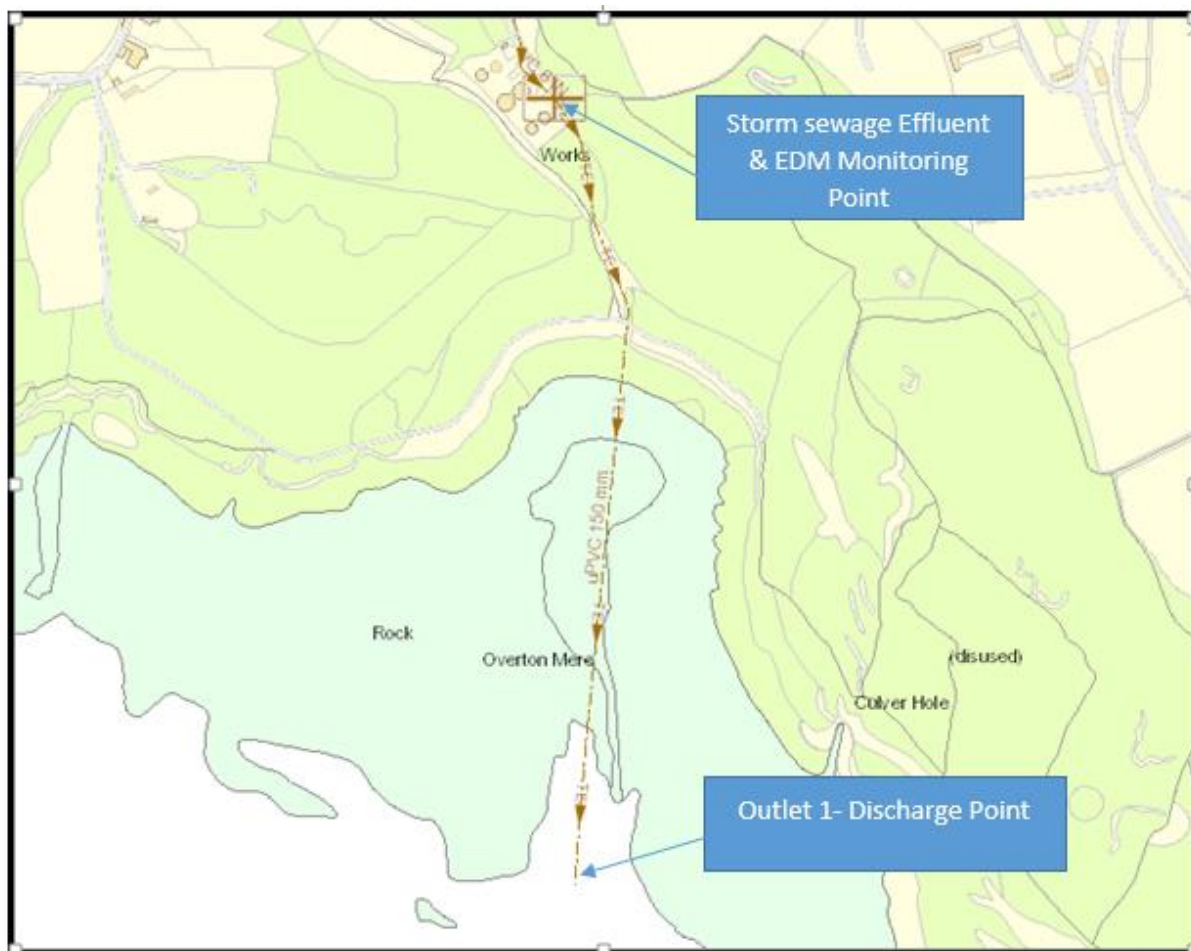 Storm sewage Effluent
& EDM Monitoring
Point
Works
uPVC 150 mm
Rock
Overton Mere
(disused)
Culver Hole
Outlet 1- Discharge Point